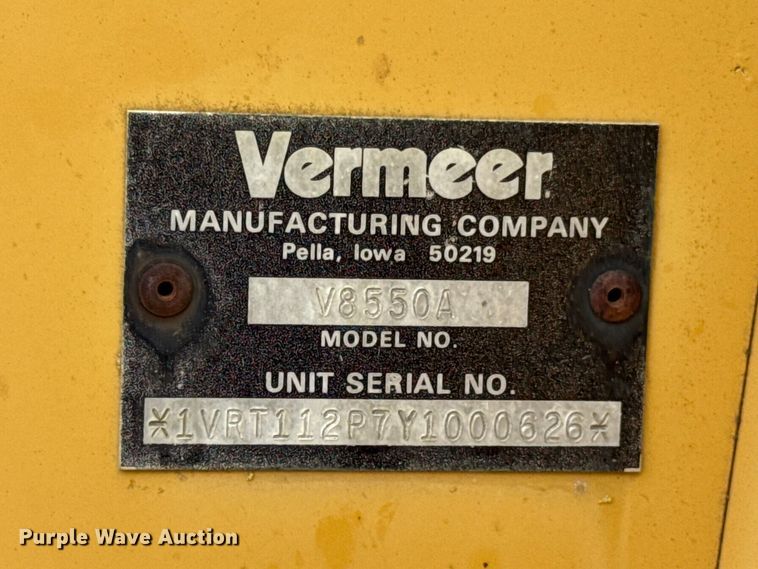 Vermeer
MANUFACTURING COMPANY
Pella, Iowa 50219
V8550A
MODEL NO.
UNIT SERIAL NO.
*1VRT112P7Y1000626*
Purple Wave Auction